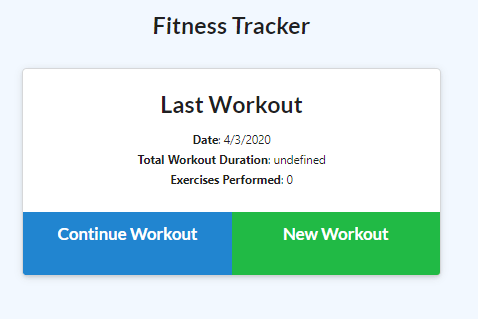 Fitness Tracker
Last Workout
Date: 4/3/2020
Total Workout Duration: undefined
Exercises Performed: 0
Continue Workout New Workout